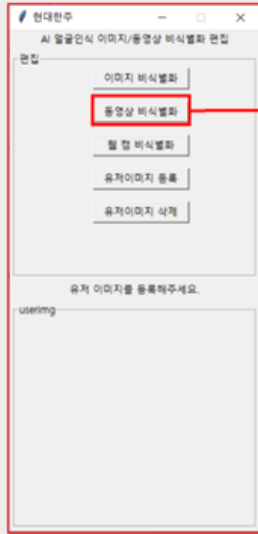 현대한주
AI 얼굴인식 이미지/동영상 비식별화 편집
편집
이미지 비식별화
동영상 비식별화
웹 캠 비식별화
유저이미지 등록
유저이미지 삭제
유저 이미지를 등록해주세요.
userimg